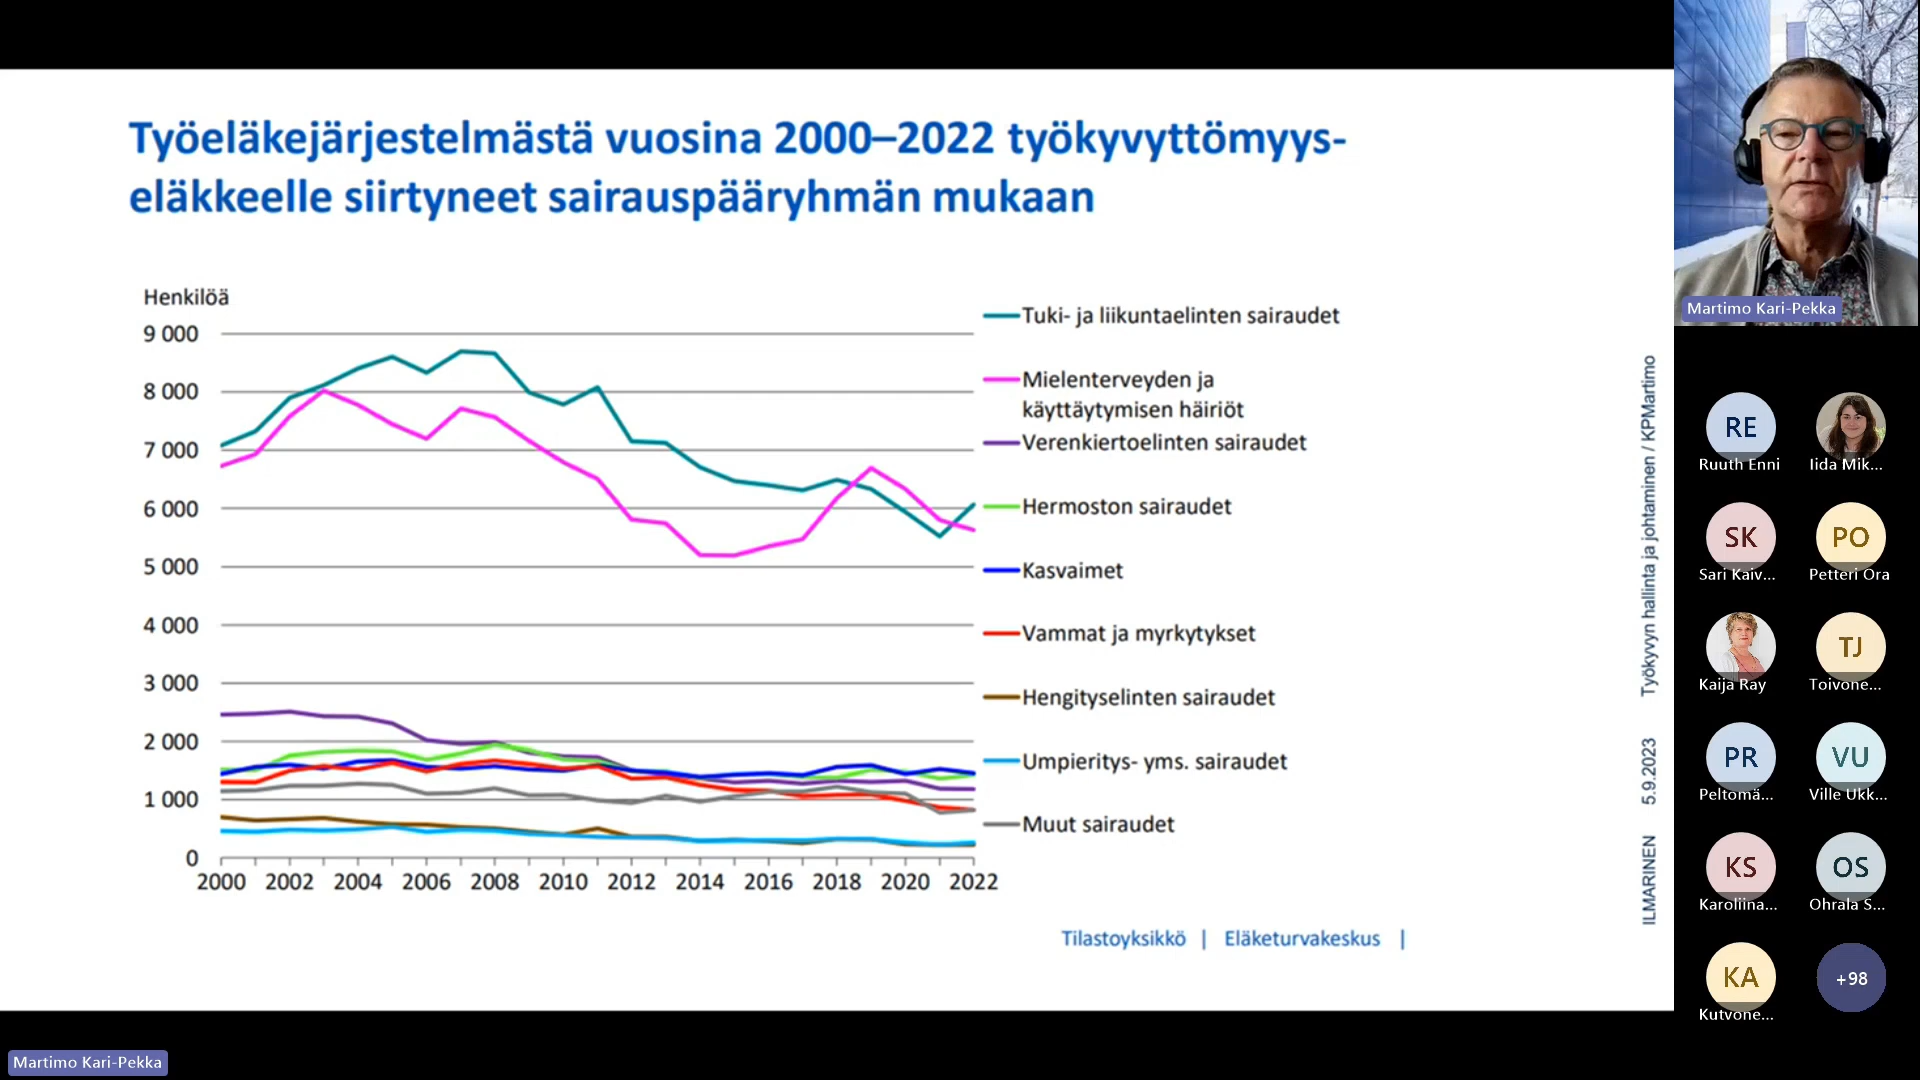 Työeläkejärjestelmästä vuosina 2000–2022 työkyvyttömyys-
eläkkeelle siirtyneet sairauspääryhmän mukaan
Henkilöä
9 000
8 000
7 000
6 000
5 000
4 000
3 000
2 000
1 000
0
2000 2002 2004 2006 2008 2010 2012 2014 2016 2018 2020 2022
Tuki- ja liikuntaelinten sairaudet
Mielenterveyden ja
käyttäytymisen häiriöt
Verenkiertoelinten sairaudet
Hermoston sairaudet
Kasvaimet
Vammat ja myrkytykset
Hengityselinten sairaudet
Umpieritys- yms. sairaudet
Muut sairaudet
Tilastoyksikkö | Eläketurvakeskus |
ILMARINEN 5.9.2023 Työkyvyn hallinta ja johtaminen / KPMartimo
Martimo Kari-Pekka
RE
Ruuth Enni
Iida Mik...
SK
Sari Kaiv...
PO
Petteri Ora
Kaija Ray
TJ
Toivone...
PR
Peltomä...
VU
Ville Ukk...
KS
Karoliina...
OS
Ohrala S...
KA
Kutvone...
+98
Martimo Kari-Pekka